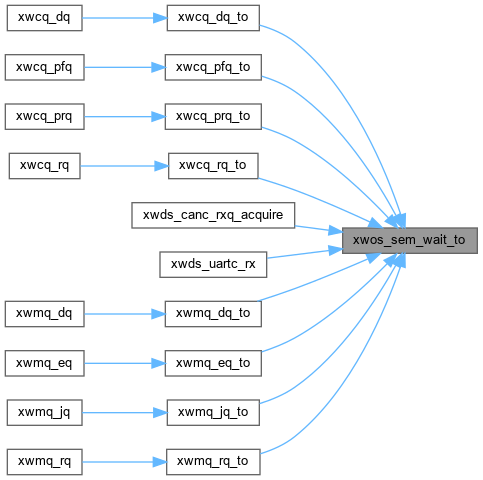 xwcq_dq
xwcq_dq_to
xwcq_pfq
xwcq_pfq_to
xwcq_prq
xwcq_prq_to
xwcq_rq
xwcq_rq_to
xwds_canc_rxq_acquire
xwos_sem_wait_to
xwds_uartc_rx
xwmq_dq
xwmq_dq_to
xwmq_eq
xwmq_eq_to
xwmq_jq
xwmq_jq_to
xwmq_rq
xwmq_rq_to